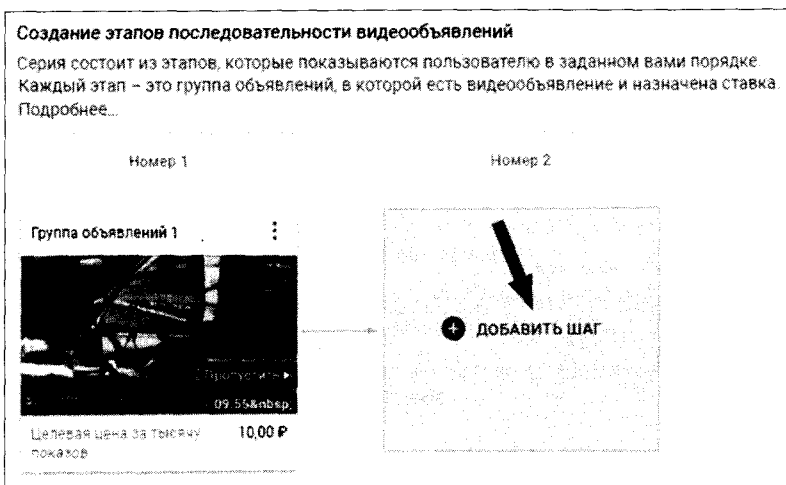 Создание этапов последовательности видеообъявлений
Серия состоит из этапов, которые показываются пользователю в заданном вами порядке.
Каждый этап – это группа объявлений, в которой есть видеообъявление и назначена ставка.
Подробнее...
Номер 1
Номер 2
Группа объявлений 1
ДОБАВИТЬ ШАГ
Пропустить
09:55&nbsp;
Целевая цена за тысячу показов
10,00 ₽